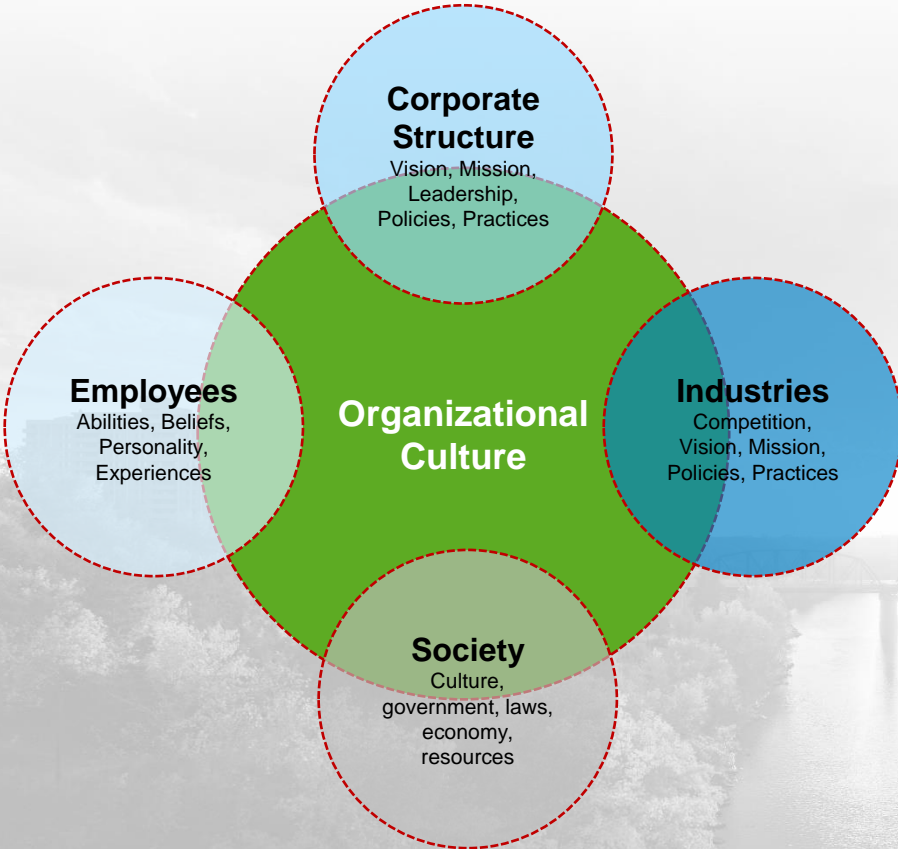 Corporate
Structure
Vision, Mission,
Leadership,
Policies, Practices
Employees
Abilities, Beliefs,
Personality,
Experiences
Organizational
Culture
Industries
Competition,
Vision, Mission,
Policies, Practices
Society
Culture,
government, laws,
economy,
resources